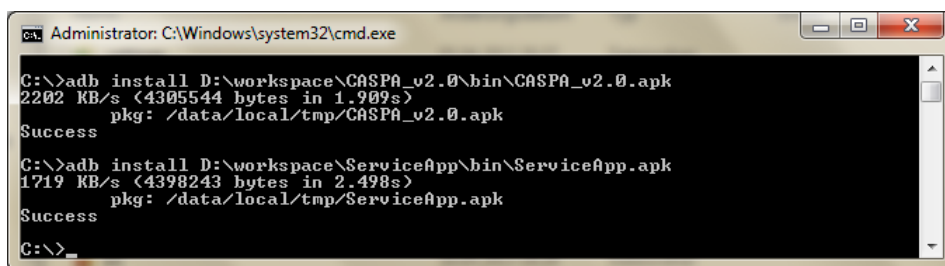 Administrator: C:\Windows\system32\cmd.exe
C:\>adb install D:\workspace\CASPA_v2.0\bin\CASPA_v2.0.apk
2202 KB/s (4305544 bytes in 1.909s)
        pkg: /data/local/tmp/CASPA_v2.0.apk
Success
C:\>adb install D:\workspace\ServiceApp\bin\ServiceApp.apk
1719 KB/s (4398243 bytes in 2.498s)
        pkg: /data/local/tmp/ServiceApp.apk
Success
C:\>_